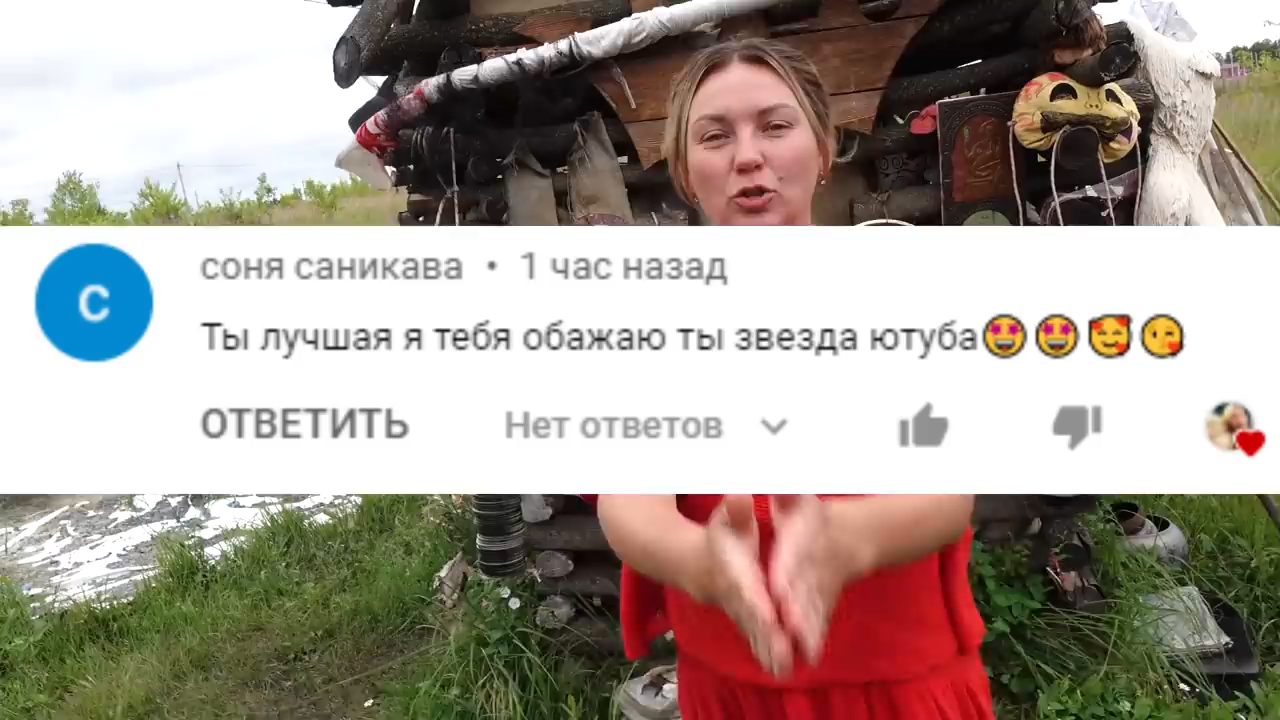 С
соня саникава • 1 час назад
Ты лучшая я тебя обажаю ты звезда ютуба🤩🤩🥰😘
ОТВЕТИТЬ Нет ответов